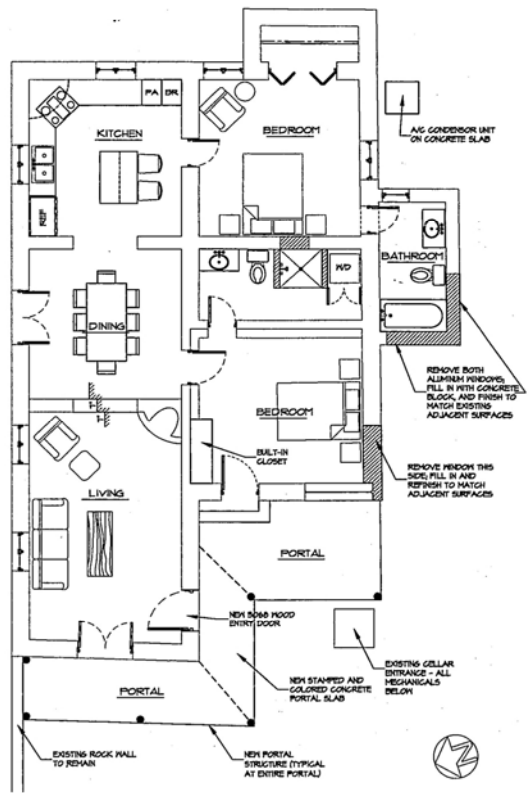 PA
BR
KITCHEN
BEDROOM
A/C CONDENSOR UNIT
ON CONCRETE SLAB
REF
BATHROOM
W/D
DINING
REMOVE BOTH
ALUMINUM WINDOWS;
FILL IN WITH CONCRETE
BLOCK, AND FINISH TO
MATCH EXISTING
ADJACENT SURFACES
BEDROOM
BUILT-IN
CLOSET
REMOVE WINDOW THIS
SIDE; FILL IN AND
REFINISH TO MATCH
ADJACENT SURFACES
LIVING
PORTAL
NEW 3068 WOOD
ENTRY DOOR
EXISTING CELLAR
ENTRANCE - ALL
MECHANICALS
BELOW
NEW STAMPED AND
COLORED CONCRETE
PORTAL SLAB
PORTAL
EXISTING ROCK WALL
TO REMAIN
NEW PORTAL
STRUCTURE (TYPICAL
AT ENTIRE PORTAL)